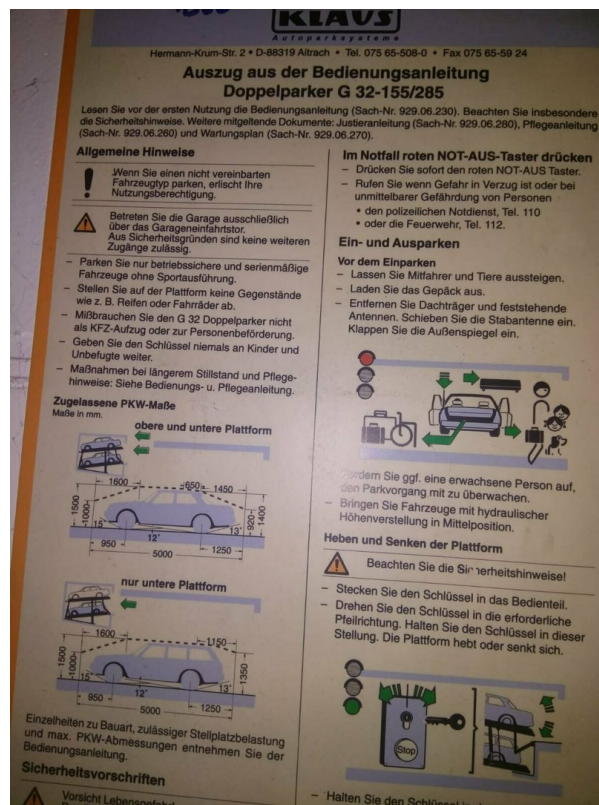 KLAUS
Autoparksysteme
Hermann-Krum-Str. 2 • D-88319 Aitrach • Tel. 075 65-508-0 • Fax 075 65-59 24
Auszug aus der Bedienungsanleitung
Doppelparker G 32-155/285
Lesen Sie vor der ersten Nutzung die Bedienungsanleitung (Sach-Nr. 929.06.230). Beachten Sie insbesondere
die Sicherheitshinweise. Weitere mitgeltende Dokumente: Justieranleitung (Sach-Nr. 929.06.280), Pflegeanleitung
(Sach-Nr. 929.06.260) und Wartungsplan (Sach-Nr. 929.06.270).
Allgemeine Hinweise
Wenn Sie einen nicht vereinbarten
Fahrzeugtyp parken, erlischt Ihre
Nutzungsberechtigung.
Betreten Sie die Garage ausschließlich
über das Garageneinfahrtstor.
Aus Sicherheitsgründen sind keine weiteren
Zugänge zulässig.
– Parken Sie nur betriebssichere und serienmäßige
Fahrzeuge ohne Sportausführung.
– Stellen Sie auf der Plattform keine Gegenstände
wie z. B. Reifen oder Fahrräder ab.
– Mißbrauchen Sie den G 32 Doppelparker nicht
als KFZ-Aufzug oder zur Personenbeförderung.
– Geben Sie den Schlüssel niemals an Kinder und
Unbefugte weiter.
– Maßnahmen bei längerem Stillstand und Pflege-
hinweise: Siehe Bedienungs- u. Pflegeanleitung.
Zugelassene PKW-Maße
Maße in mm.
obere und untere Plattform
1600 650 1450
1500 1000 920 1400
15° 12° 13°
950 1250
5000
nur untere Plattform
1600 1150
1500 1000 1350
15° 12° 13°
950 1250
5000
Einzelheiten zu Bauart, zulässiger Stellplatzbelastung
und max. PKW-Abmessungen entnehmen Sie der
Bedienungsanleitung.
Sicherheitsvorschriften
Vorsicht
Im Notfall roten NOT-AUS-Taster drücken
– Drücken Sie sofort den roten NOT-AUS Taster.
– Rufen Sie wenn Gefahr in Verzug ist oder bei
unmittelbarer Gefährdung von Personen
• den polizeilichen Notdienst, Tel. 110
• oder die Feuerwehr, Tel. 112.
Ein- und Ausparken
Vor dem Einparken
– Lassen Sie Mitfahrer und Tiere aussteigen.
– Laden Sie das Gepäck aus.
– Entfernen Sie Dachträger und feststehende
Antennen. Schieben Sie die Stabantenne ein.
Klappen Sie die Außenspiegel ein.
Sie ggf. eine erwachsene Person auf,
den Parkvorgang mit zu überwachen.
– Bringen Sie Fahrzeuge mit hydraulischer
Höhenverstellung in Mittelposition.
Heben und Senken der Plattform
Beachten Sie die Sicherheitshinweise!
– Stecken Sie den Schlüssel in das Bedienteil.
– Drehen Sie den Schlüssel in die erforderliche
Pfeilrichtung. Halten Sie den Schlüssel in dieser
Stellung. Die Plattform hebt oder senkt sich.
Stop
– Halten Sie den Schlüssel